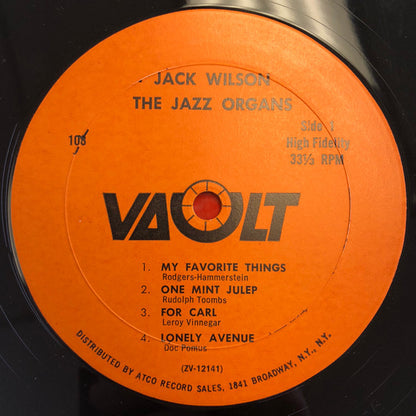 JACK WILSON
THE JAZZ ORGANS
108
Side 1
High Fidelity
33⅓ RPM
VAULT
1. MY FAVORITE THINGS
Rodgers-Hammerstein
2. ONE MINT JULEP
Rudolph Toombs
3. FOR CARL
Leroy Vinnegar
4. LONELY AVENUE
Doc Pomus
(ZV-12141)
DISTRIBUTED BY ATCO RECORD SALES, 1841 BROADWAY, N.Y., N.Y.